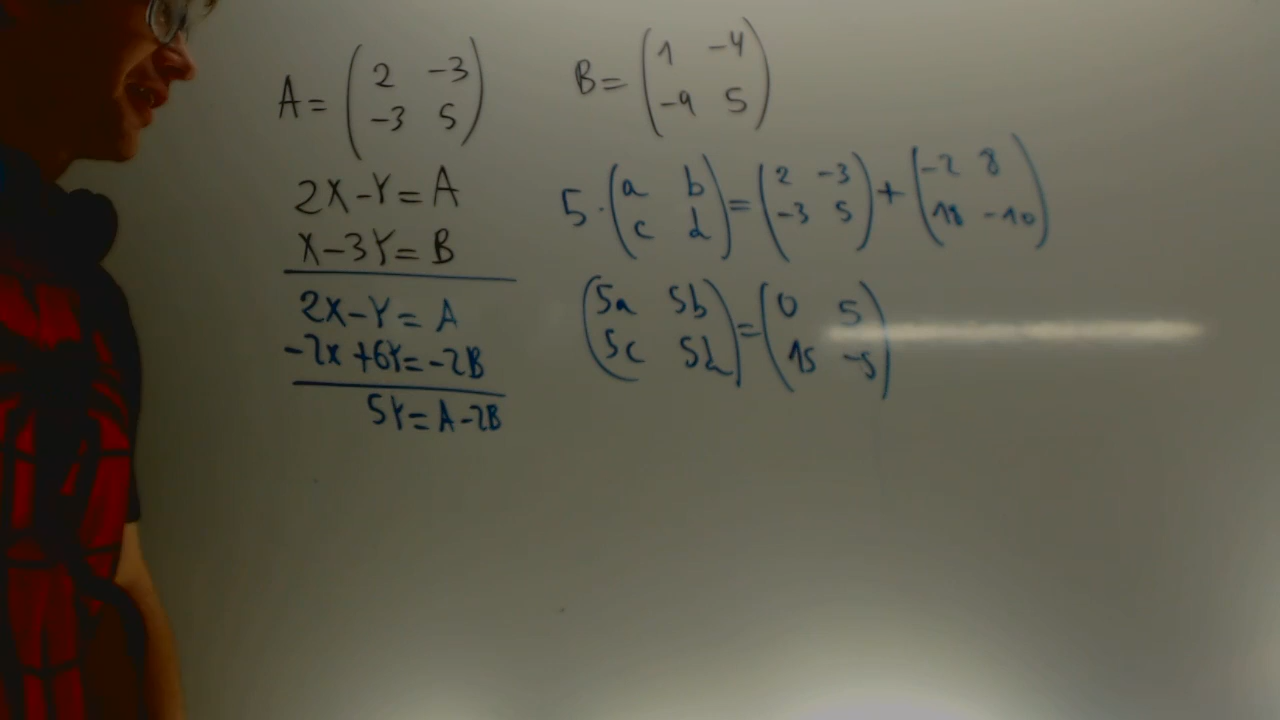 A = ( 2 -3
-3 5 )
B = ( 1 -4
-9 5 )
2X-Y=A
X-3Y=B
2X-Y=A
-2x+6Y=-2B
5Y=A-2B
5·( a b
c d ) = ( 2 -3
-3 5 ) + ( -2 8
18 -10 )
( 5a 5b
5c 5d ) = ( 0 5
15 -5 )